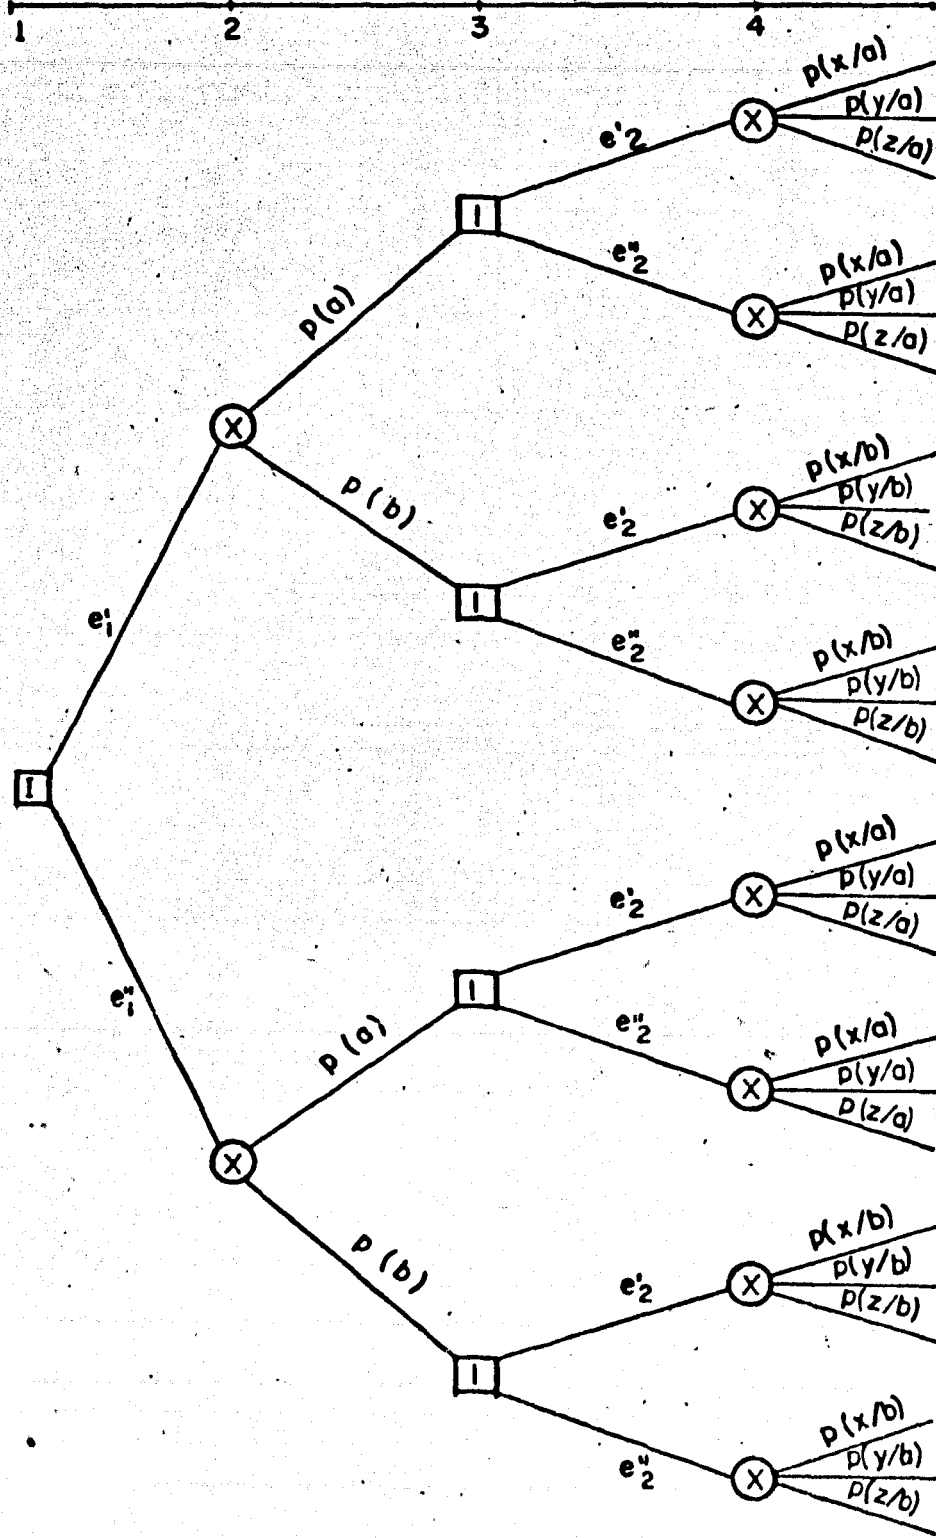 1 2 3 4
p(x/a)
p(y/a)
X
e'2
p(z/a)
I
e"2
p(x/a)
p(y/a)
p(a)
X
p(z/a)
X
p(x/b)
p(b)
p(y/b)
e'2
X
p(z/b)
I
e'1
e"2
p(x/b)
p(y/b)
X
p(z/b)
I
p(x/a)
p(y/a)
e'2
X
p(z/a)
I
e"1
e"2
p(x/a)
p(a)
p(y/a)
X
p(z/a)
X
p(x/b)
p(b)
p(y/b)
e'2
X
p(z/b)
I
p(x/b)
e"2
p(y/b)
X
p(z/b)